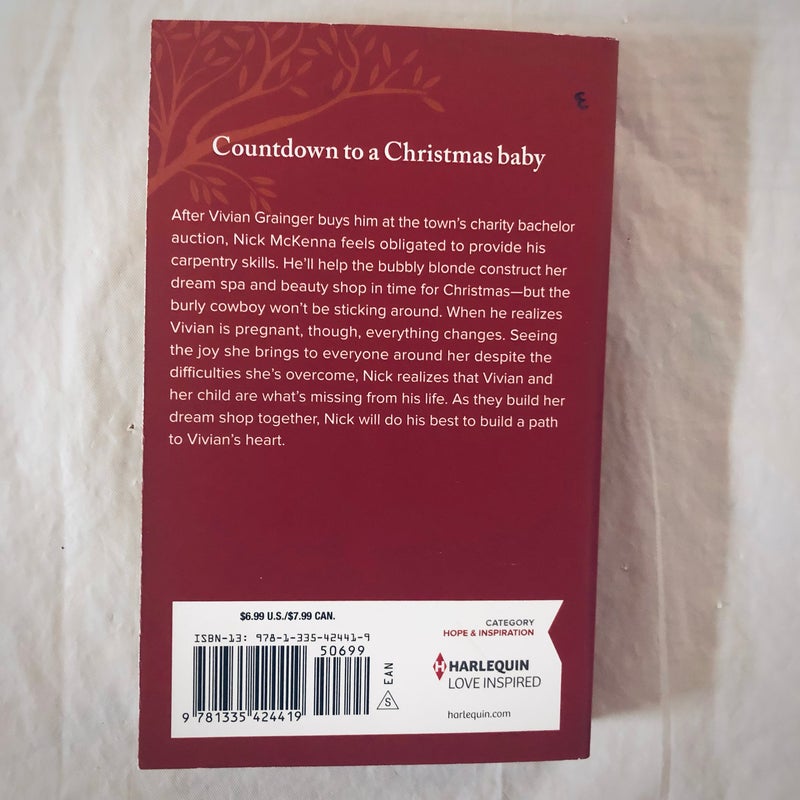 Countdown to a Christmas baby
After Vivian Grainger buys him at the town's charity bachelor
auction, Nick McKenna feels obligated to provide his
carpentry skills. He'll help the bubbly blonde construct her
dream spa and beauty shop in time for Christmas—but the
burly cowboy won't be sticking around. When he realizes
Vivian is pregnant, though, everything changes. Seeing
the joy she brings to everyone around her despite the
difficulties she's overcome, Nick realizes that Vivian and
her child are what's missing from his life. As they build her
dream shop together, Nick will do his best to build a path
to Vivian's heart.
$6.99 U.S./$7.99 CAN.
ISBN-13: 978-1-335-42441-9
50699
9 781335 424419
EAN
S
CATEGORY
HOPE & INSPIRATION
H HARLEQUIN
LOVE INSPIRED
harlequin.com